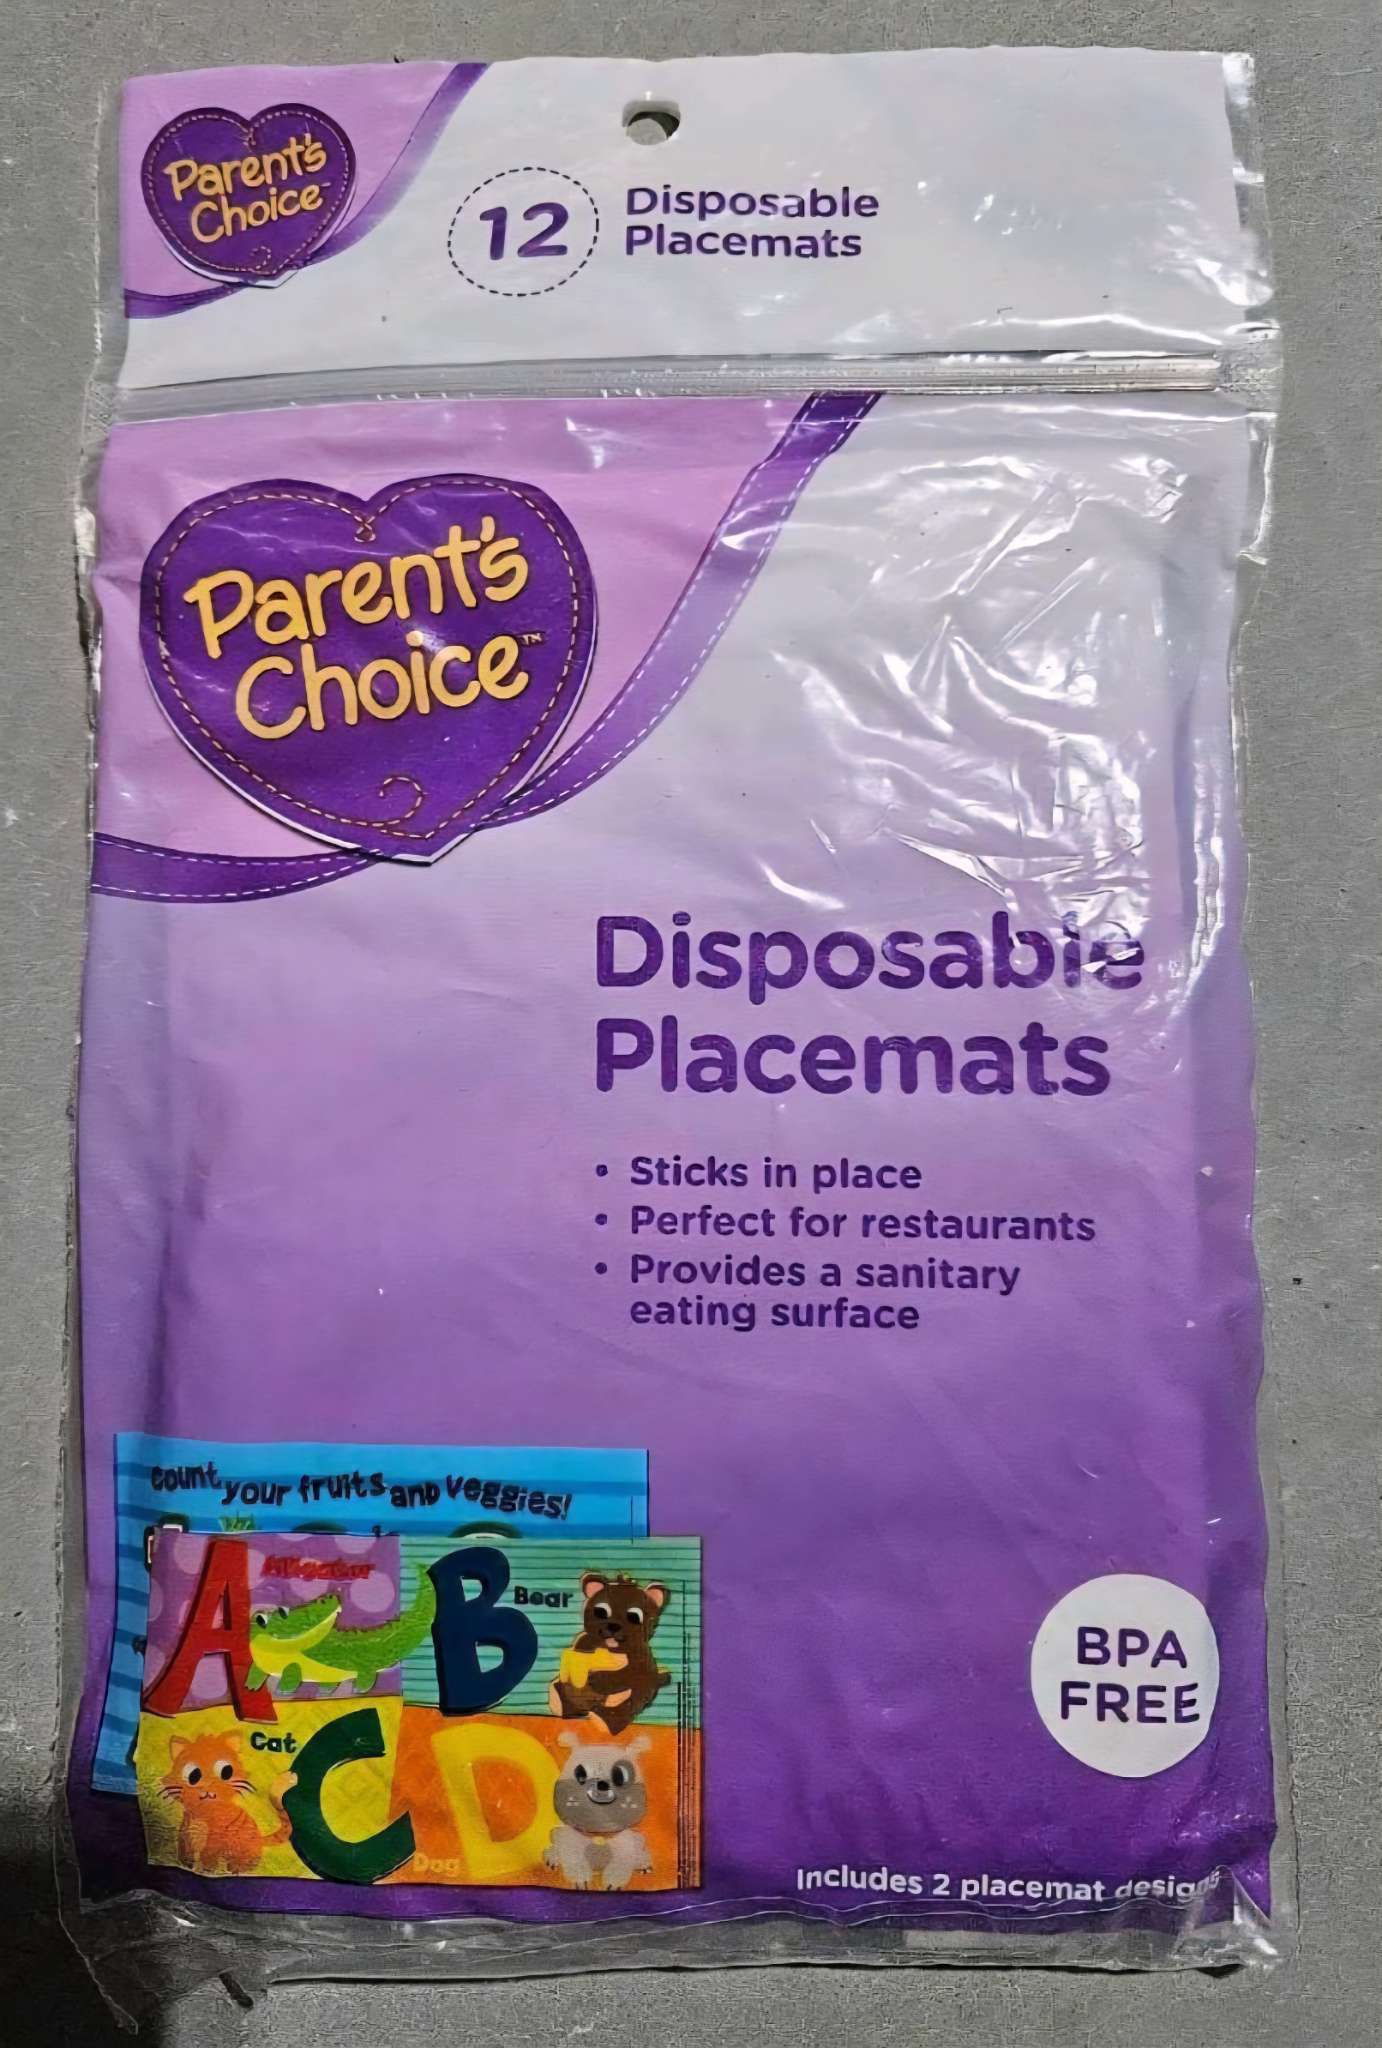 Parent's
Choice
12
Disposable
Placemats
Parent's
Choice™
Disposable
Placemats
• Sticks in place
• Perfect for restaurants
• Provides a sanitary
eating surface
count your fruits and veggies!
A
Alligator
B
Bear
Cat
C
D
Dog
BPA
FREE
Includes 2 placemat designs